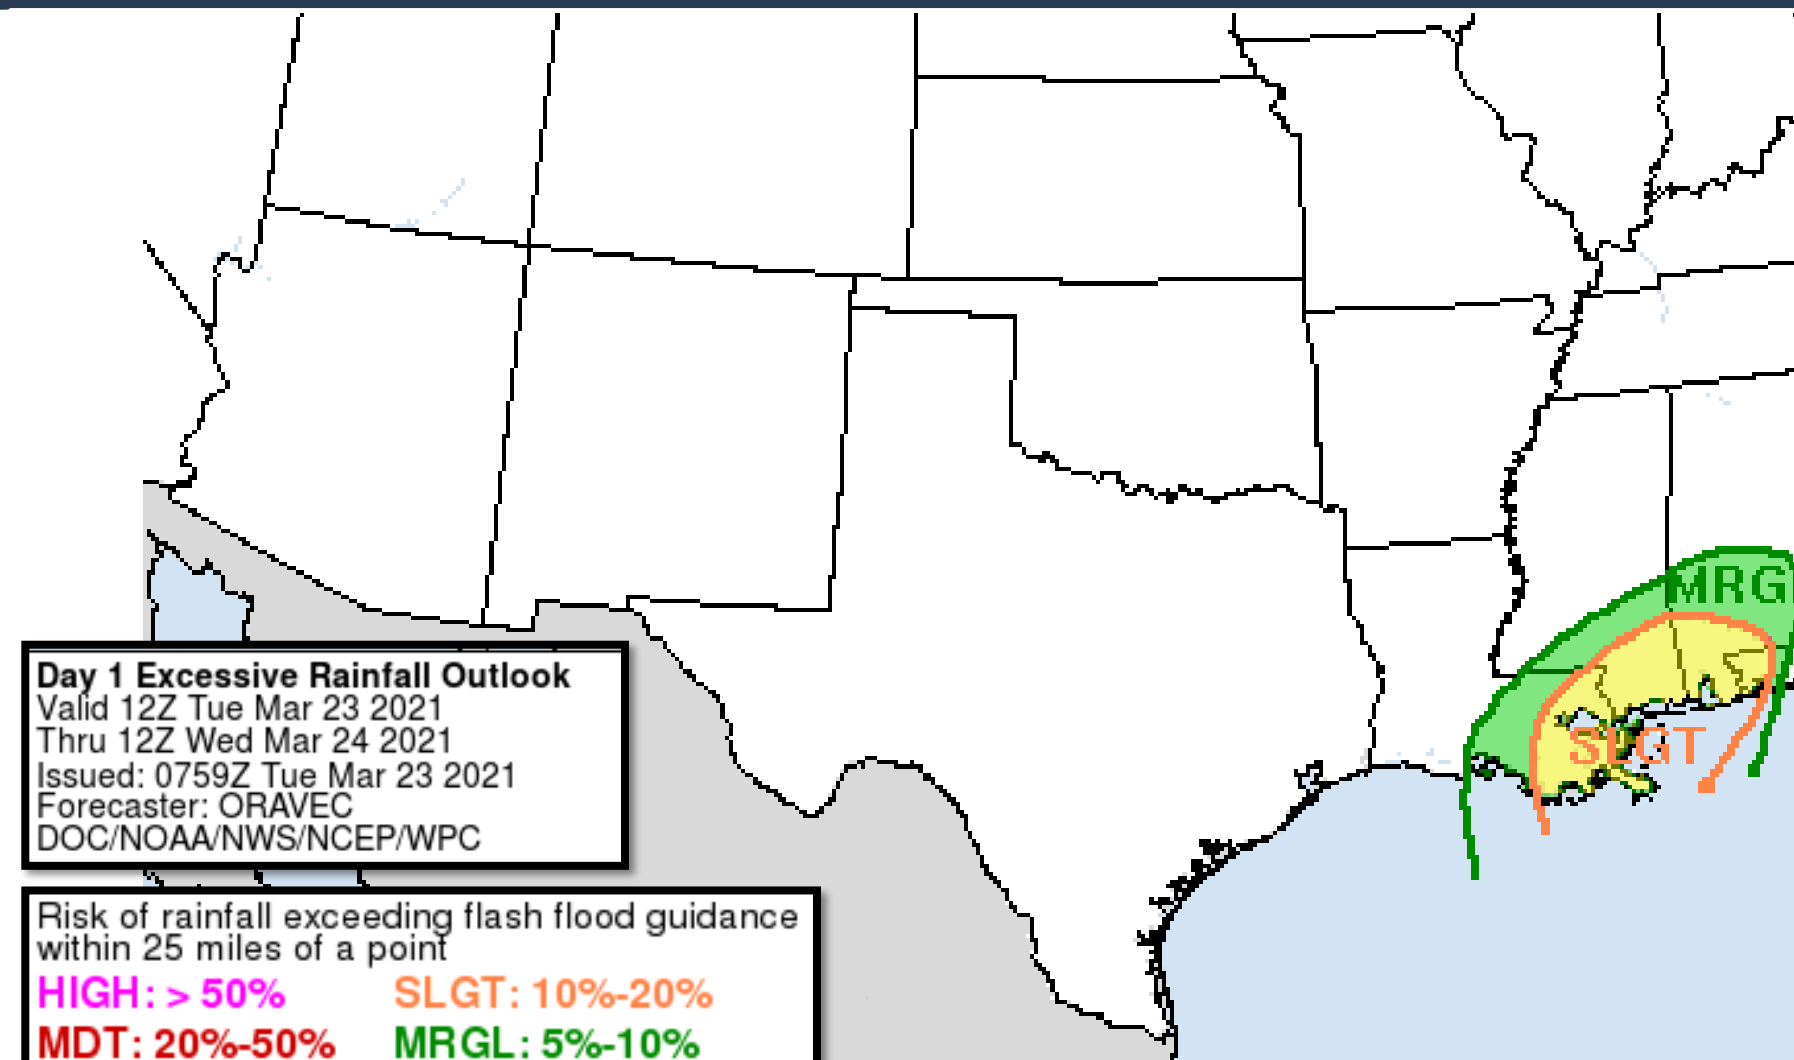 MRG
SLGT
Day 1 Excessive Rainfall Outlook
Valid 12Z Tue Mar 23 2021
Thru 12Z Wed Mar 24 2021
Issued: 0759Z Tue Mar 23 2021
Forecaster: ORAVEC
DOC/NOAA/NWS/NCEP/WPC
Risk of rainfall exceeding flash flood guidance
within 25 miles of a point
HIGH: > 50% SLGT: 10%-20%
MDT: 20%-50% MRGL: 5%-10%